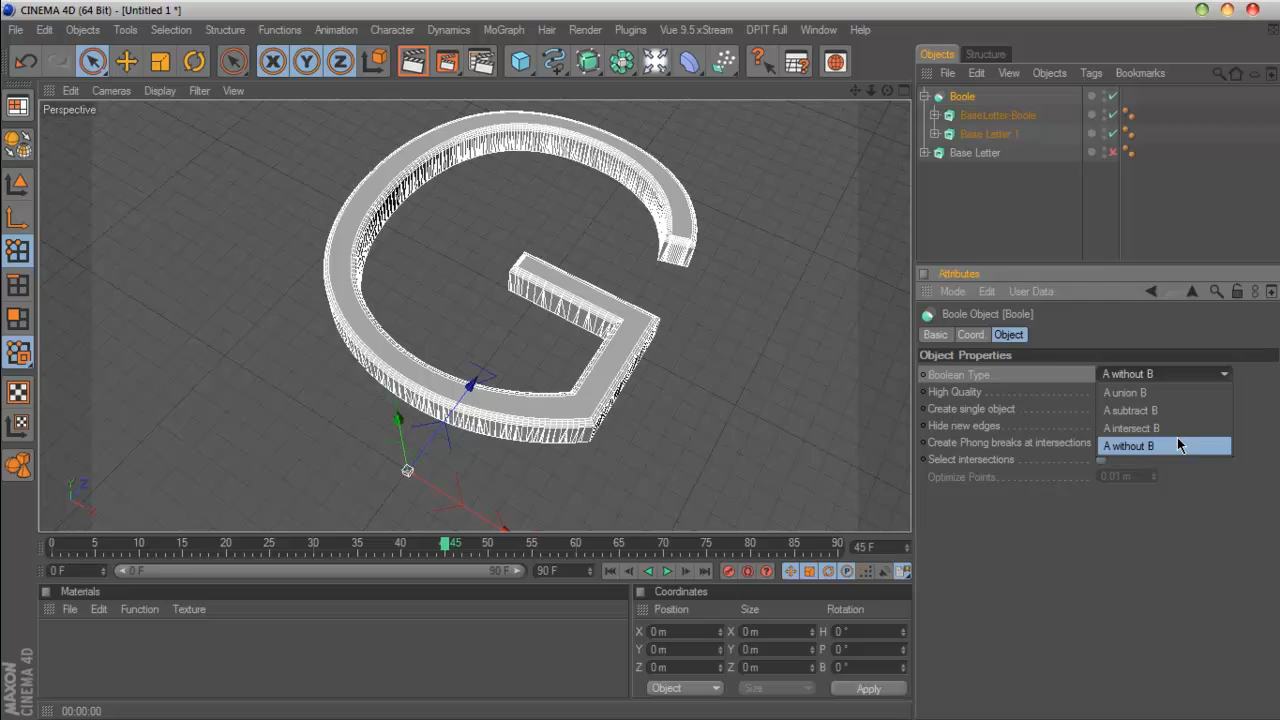 CINEMA 4D (64 Bit) - [Untitled 1 *]
File Edit Objects Tools Selection Structure Functions Animation Character Dynamics MoGraph Hair Render Plugins Vue 9.5 xStream DPIT Full Window Help
Objects Structure
File Edit View Objects Tags Bookmarks
Edit Cameras Display Filter View
Perspective
Boole
BaseLetter-Boole
Base Letter 1
Base Letter
Attributes
Mode Edit User Data
Boole Object [Boole]
Basic Coord. Object
Object Properties
Boolean Type A without B
High Quality A union B
Create single object A subtract B
Hide new edges A intersect B
Create Phong breaks at intersections A without B
Select intersections
Optimize Points 0.01 m
Y Z
X
0 5 10 15 20 25 30 35 40 45 50 55 60 65 70 75 80 85 90 45 F
0 F 0 F 90 F 90 F
Materials
File Edit Function Texture
Coordinates
Position Size Rotation
X 0 m X 0 m H 0 °
Y 0 m Y 0 m P 0 °
Z 0 m Z 0 m B 0 °
Object Size Apply
00:00:00
MAXON
CINEMA 4D